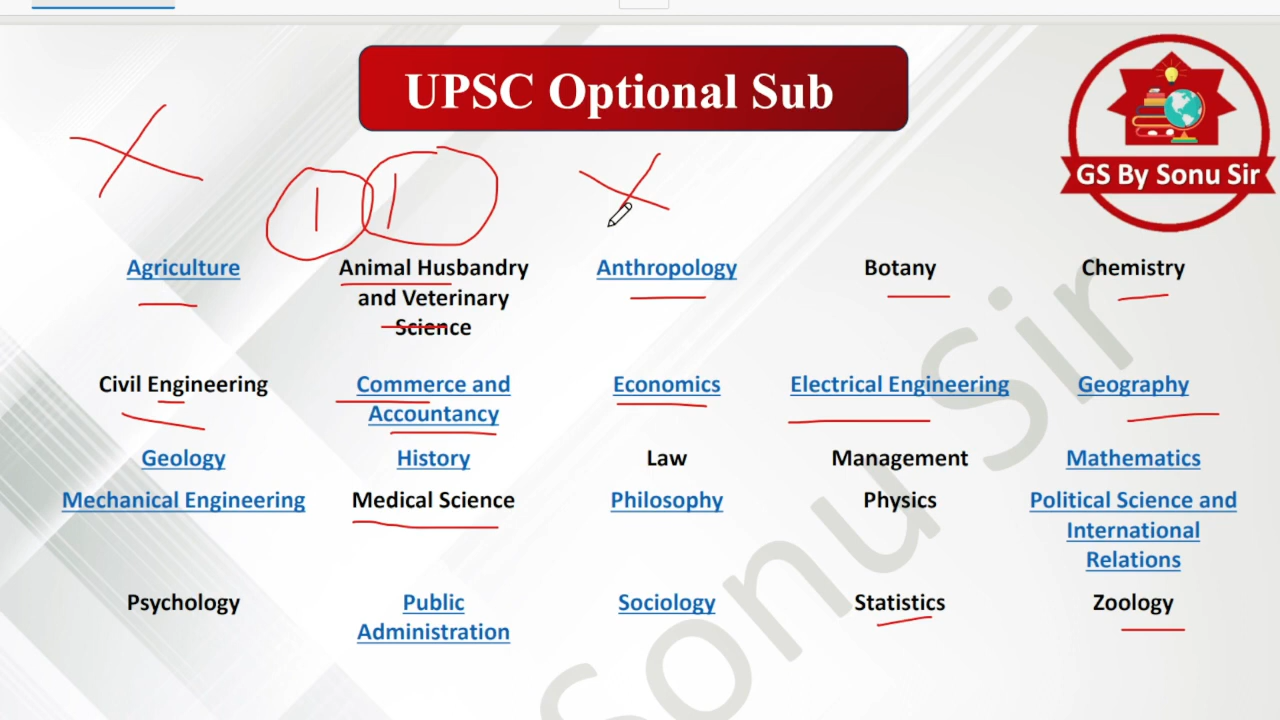 UPSC Optional Sub
GS By Sonu Sir
Agriculture
Animal Husbandry
and Veterinary
Science
Anthropology
Botany
Chemistry
Civil Engineering
Commerce and
Accountancy
Economics
Electrical Engineering
Geography
Geology
History
Law
Management
Mathematics
Mechanical Engineering
Medical Science
Philosophy
Physics
Political Science and
International
Relations
Psychology
Public
Administration
Sociology
Statistics
Zoology
Sonu Sir